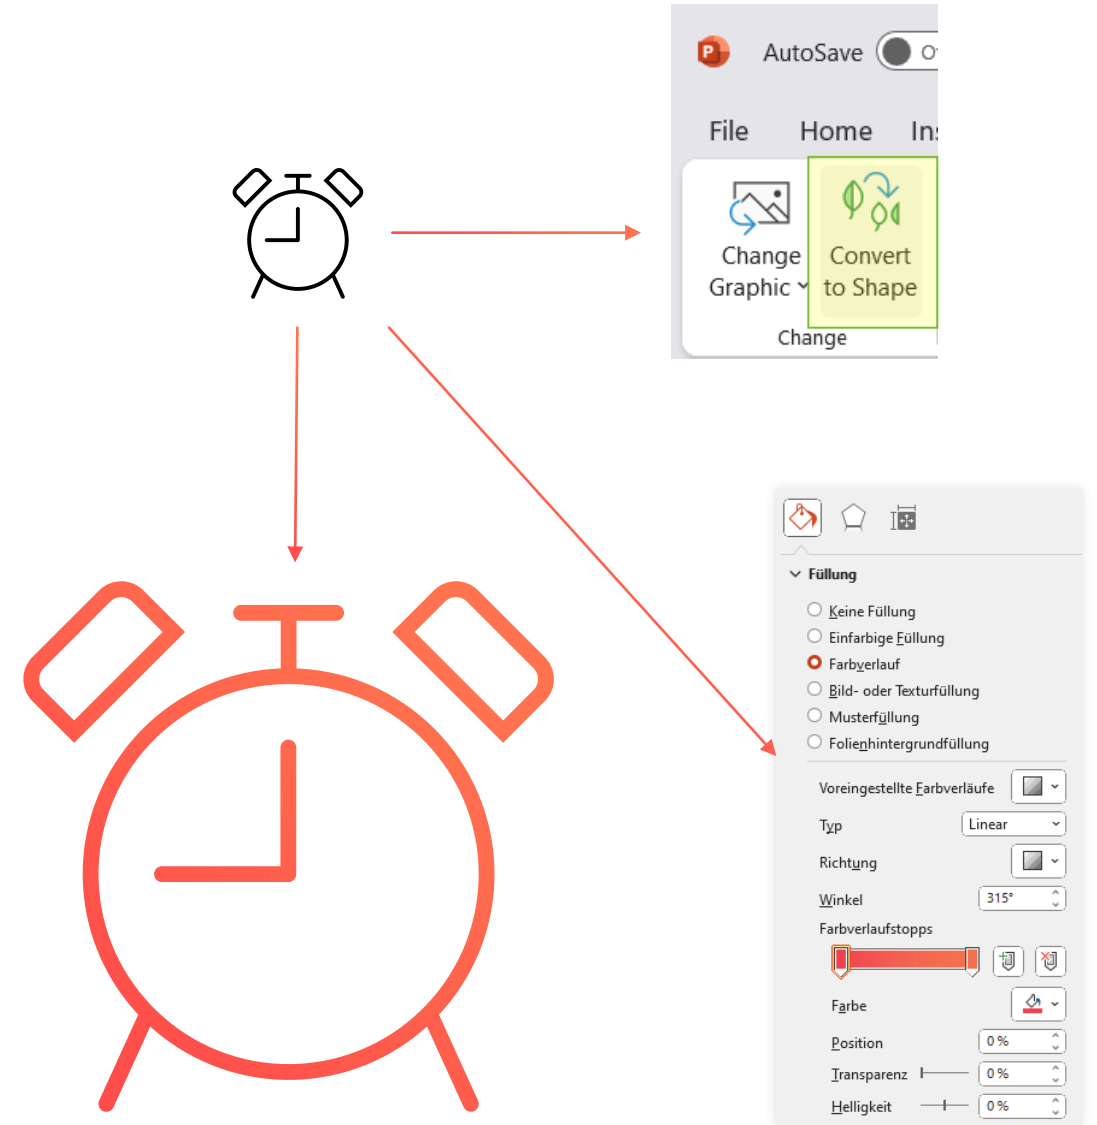 P
AutoSave
File Home
Change
Graphic
Convert
to Shape
Change
Füllung
Keine Füllung
Einfarbige Füllung
Farbverlauf
Bild- oder Texturfüllung
Musterfüllung
Folienhintergrundfüllung
Voreingestellte Farbverläufe
Typ Linear
Richtung
Winkel 315°
Farbverlaufstopps
Farbe
Position 0 %
Transparenz 0 %
Helligkeit 0 %